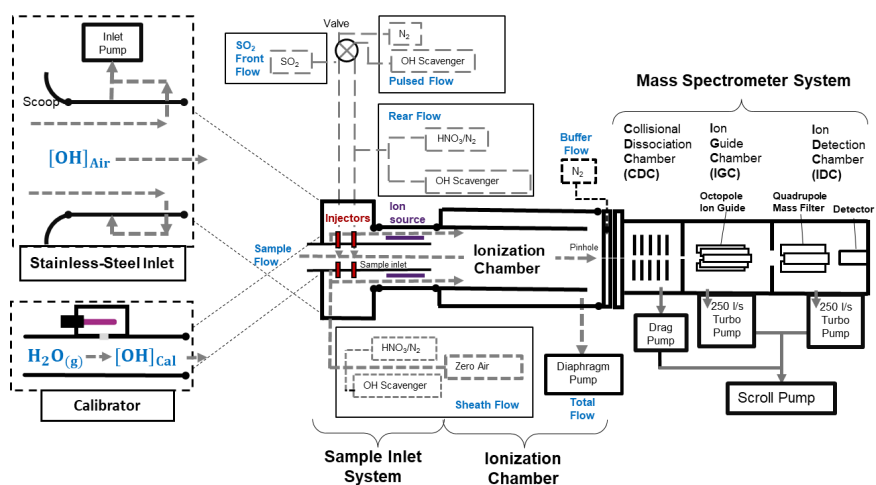 Inlet
Pump
Scoop
[OH]Air
Stainless-Steel Inlet
H₂O(g) [OH]Cal
Calibrator
SO₂
Front
Flow
SO₂
Valve
N₂
OH Scavenger
Pulsed Flow
Rear Flow
HNO₃/N₂
OH Scavenger
Buffer
Flow
N₂
Injectors
Ion
source
Sample
Flow
Sample inlet
Ionization
Chamber
Pinhole
HNO₃/N₂
OH Scavenger
Zero Air
Sheath Flow
Diaphragm
Pump
Total
Flow
Sample Inlet
System
Ionization
Chamber
Mass Spectrometer System
Collisional
Dissociation
Chamber
(CDC)
Ion
Guide
Chamber
(IGC)
Ion
Detection
Chamber
(IDC)
Octopole
Ion Guide
Quadrupole
Mass Filter
Detector
Drag
Pump
250 l/s
Turbo
Pump
250 l/s
Turbo
Pump
Scroll Pump